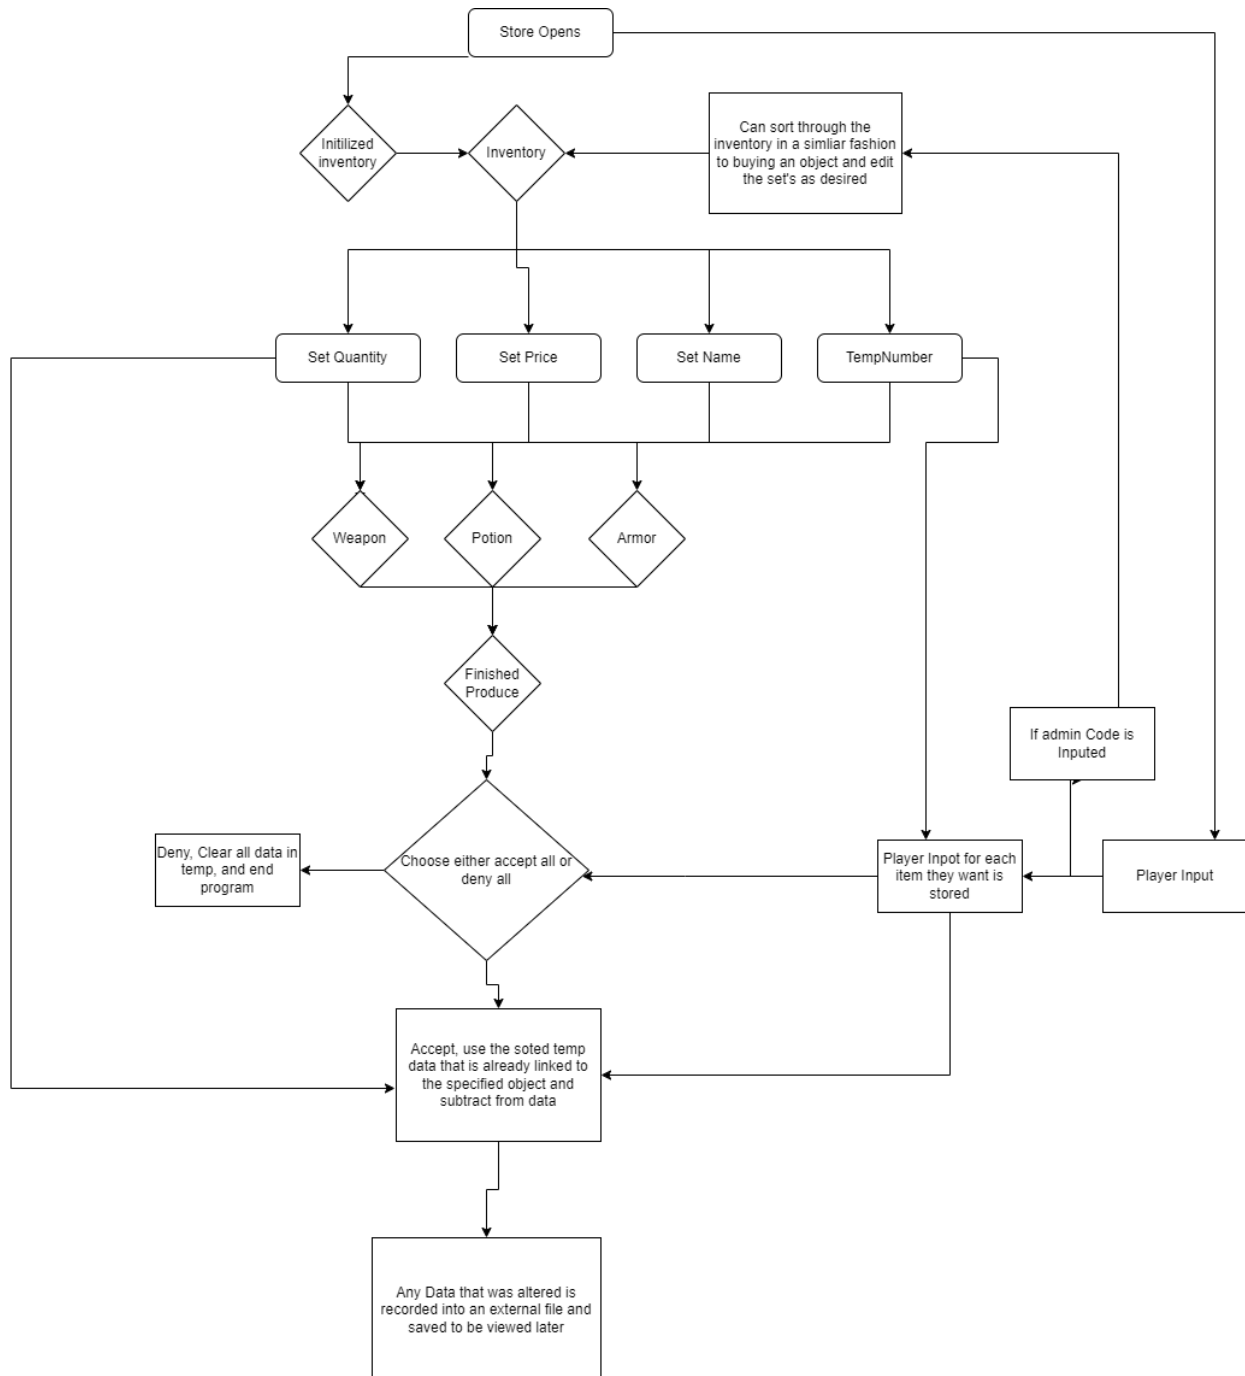 Store Opens
Initilized
inventory
Inventory
Can sort through the
inventory in a simliar fashion
to buying an object and edit
the set's as desired
Set Quantity
Set Price
Set Name
TempNumber
Weapon
Potion
Armor
Finished
Produce
If admin Code is
Inputed
Deny, Clear all data in
temp, and end
program
Choose either accept all or
deny all
Player Inpot for each
item they want is
stored
Player Input
Accept, use the soted temp
data that is already linked to
the specified object and
subtract from data
Any Data that was altered is
recorded into an external file and
saved to be viewed later